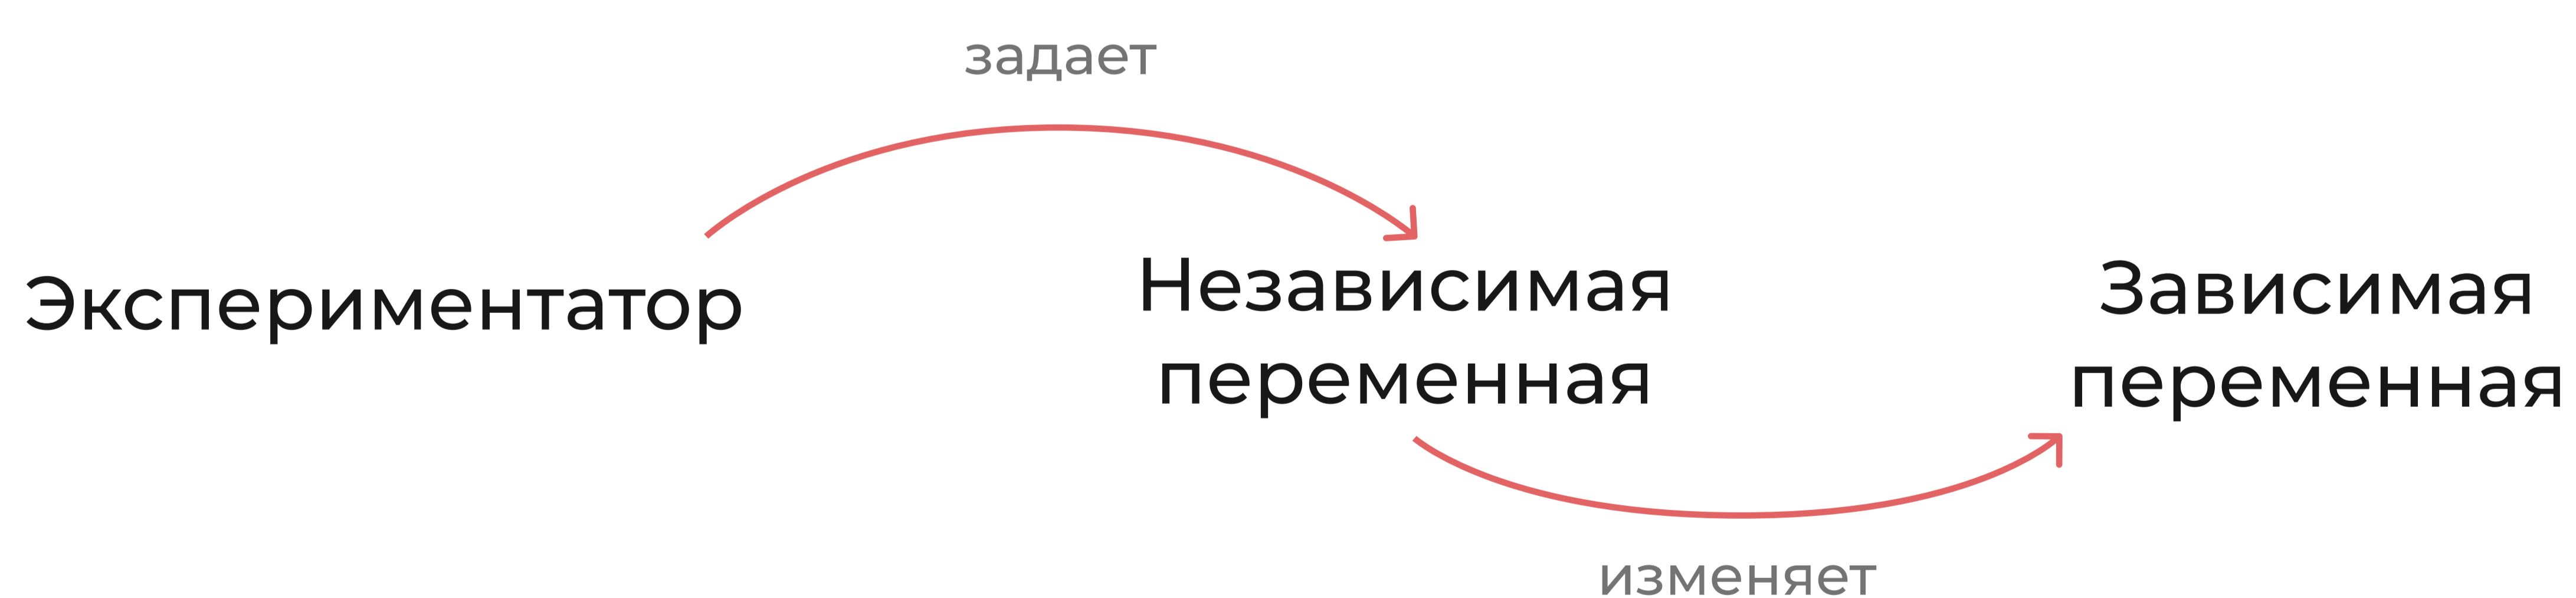 задает
Экспериментатор
Независимая
переменная
Зависимая
переменная
изменяет